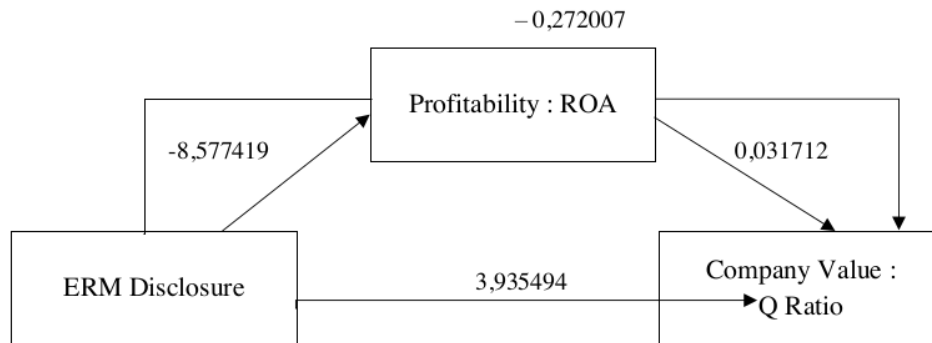 – 0,272007
Profitability : ROA
-8,577419
0,031712
ERM Disclosure
3,935494
Company Value :
Q Ratio